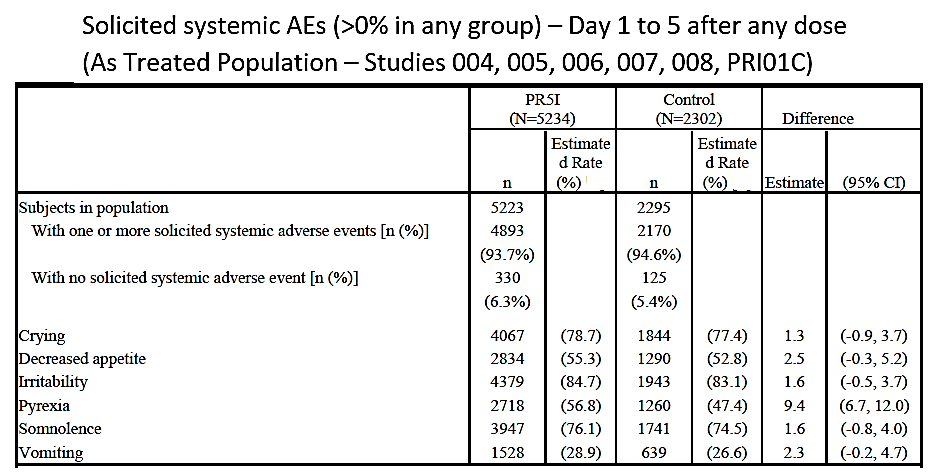 Solicited systemic AEs (>0% in any group) – Day 1 to 5 after any dose
(As Treated Population – Studies 004, 005, 006, 007, 008, PRI01C)
PR5I Control
(N=5234) (N=2302) Difference
Estimate Estimate
d Rate d Rate
n (%) n (%) Estimate (95% CI)
Subjects in population 5223 2295
With one or more solicited systemic adverse events [n (%)] 4893 2170
(93.7%) (94.6%)
With no solicited systemic adverse event [n (%)] 330 125
(6.3%) (5.4%)
Crying 4067 (78.7) 1844 (77.4) 1.3 (-0.9, 3.7)
Decreased appetite 2834 (55.3) 1290 (52.8) 2.5 (-0.3, 5.2)
Irritability 4379 (84.7) 1943 (83.1) 1.6 (-0.5, 3.7)
Pyrexia 2718 (56.8) 1260 (47.4) 9.4 (6.7, 12.0)
Somnolence 3947 (76.1) 1741 (74.5) 1.6 (-0.8, 4.0)
Vomiting 1528 (28.9) 639 (26.6) 2.3 (-0.2, 4.7)